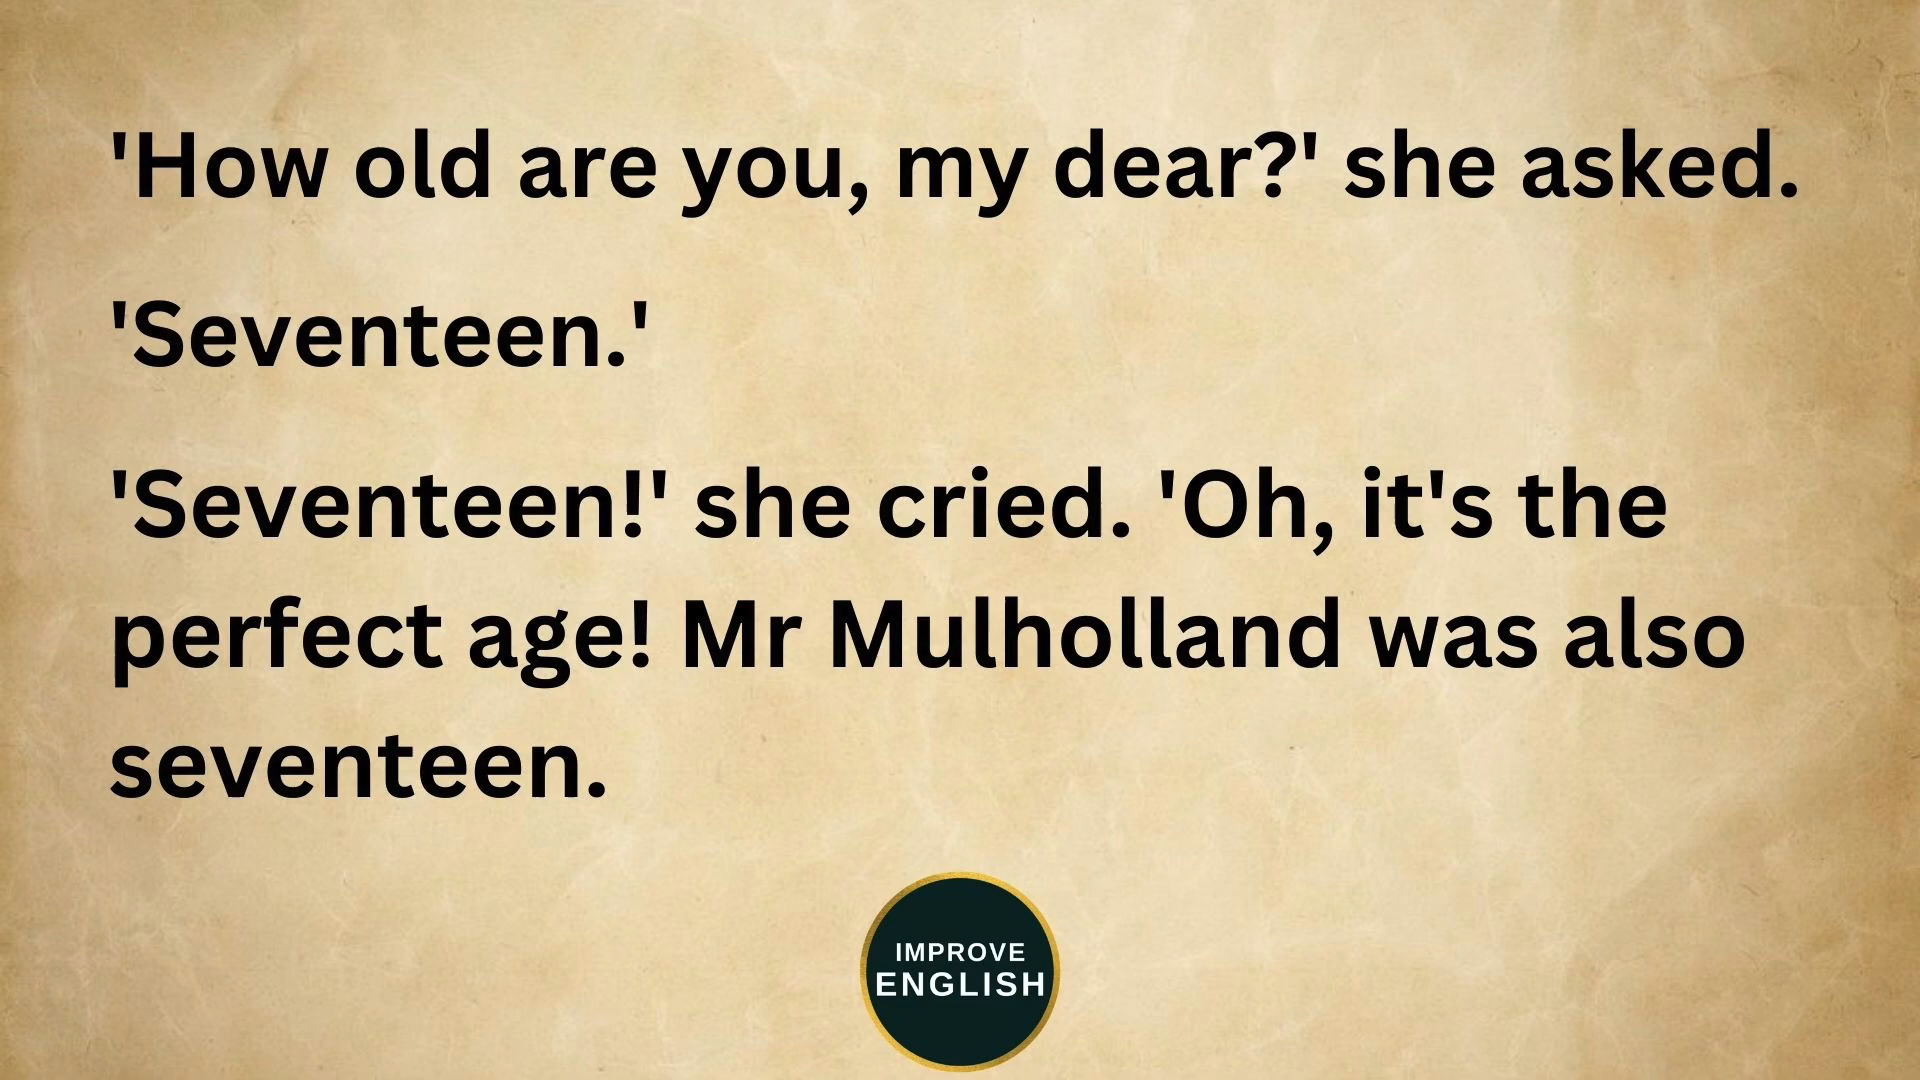 'How old are you, my dear?' she asked.
'Seventeen.'
'Seventeen!' she cried. 'Oh, it's the
perfect age! Mr Mulholland was also
seventeen.
IMPROVE
ENGLISH